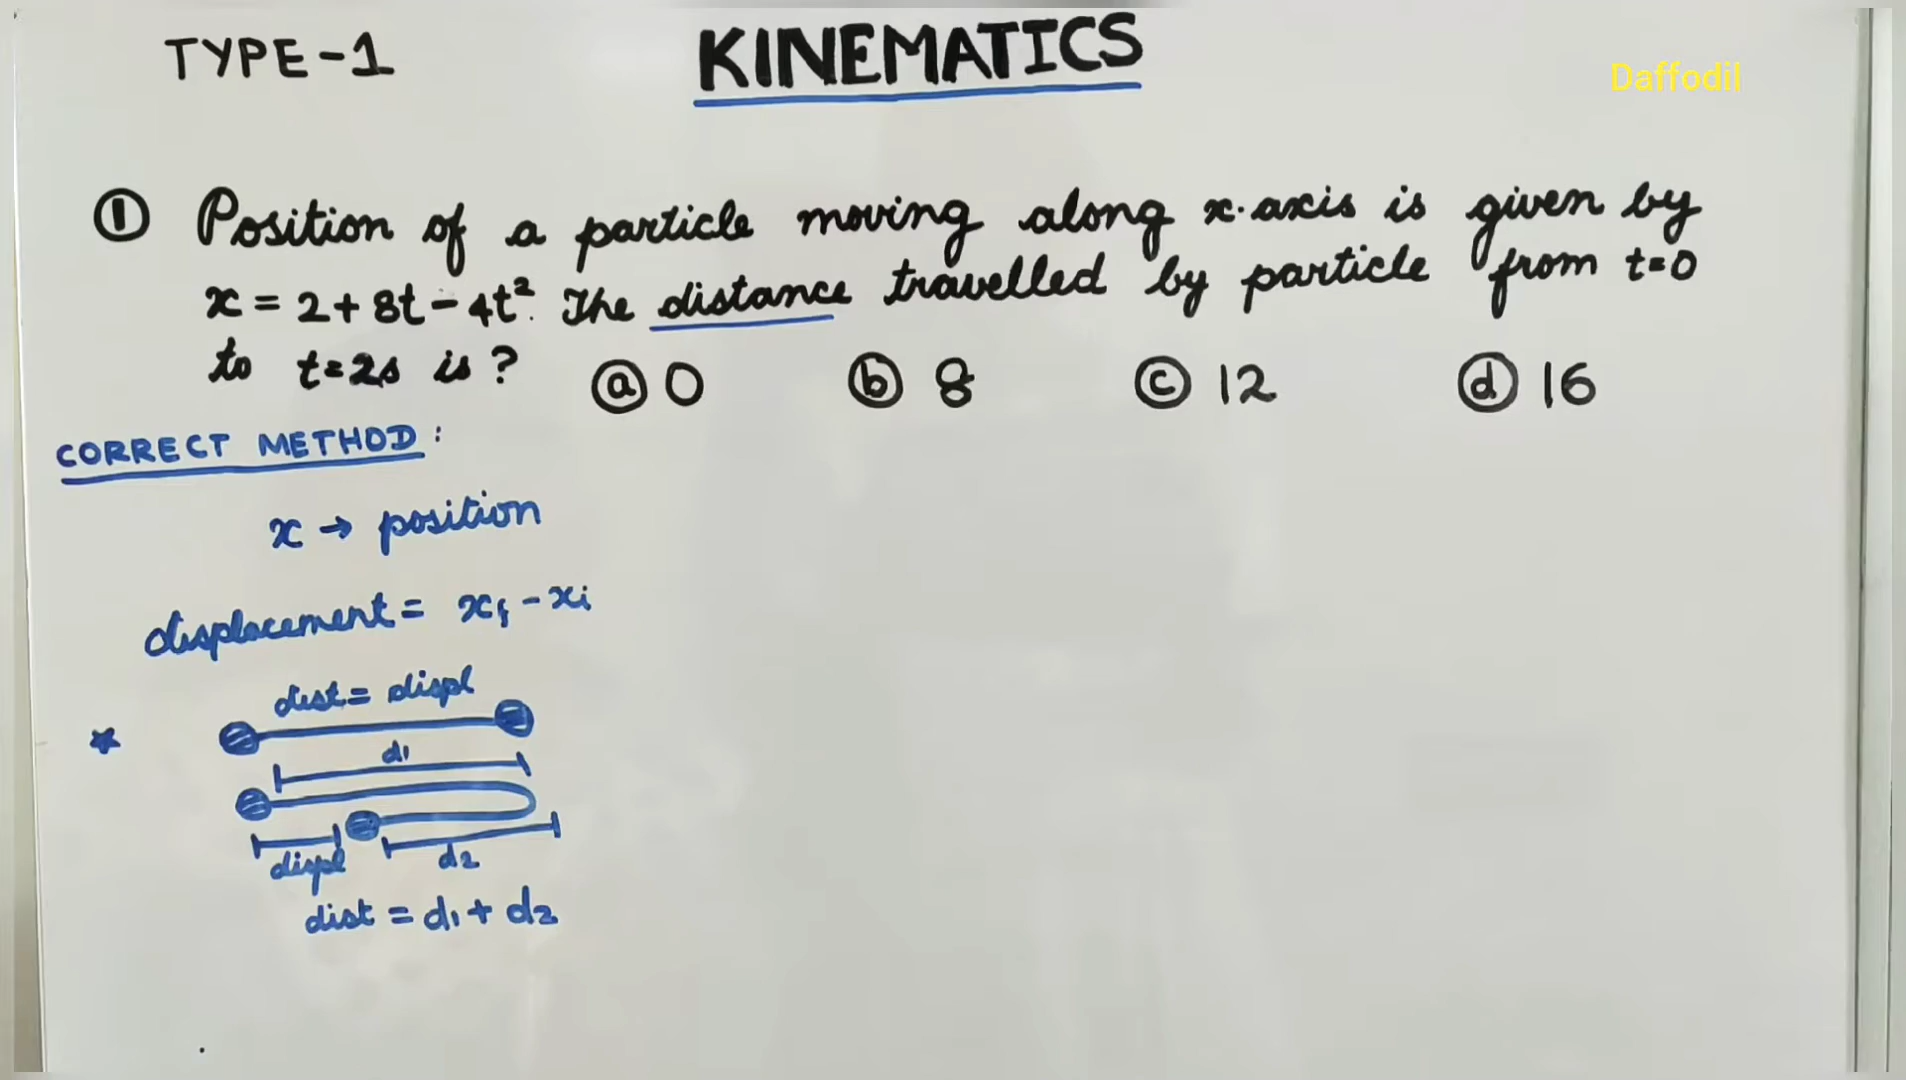 TYPE-1
KINEMATICS
Daffodil
① Position of a particle moving along x-axis is given by
x = 2 + 8t - 4t². The distance travelled by particle from t=0
to t=2s is ? ⓐ 0 ⓑ 8 ⓒ 12 ⓓ 16
CORRECT METHOD :
x → position
displacement = xf - xi
dist = displ
*
d1
displ
d2
dist = d1 + d2